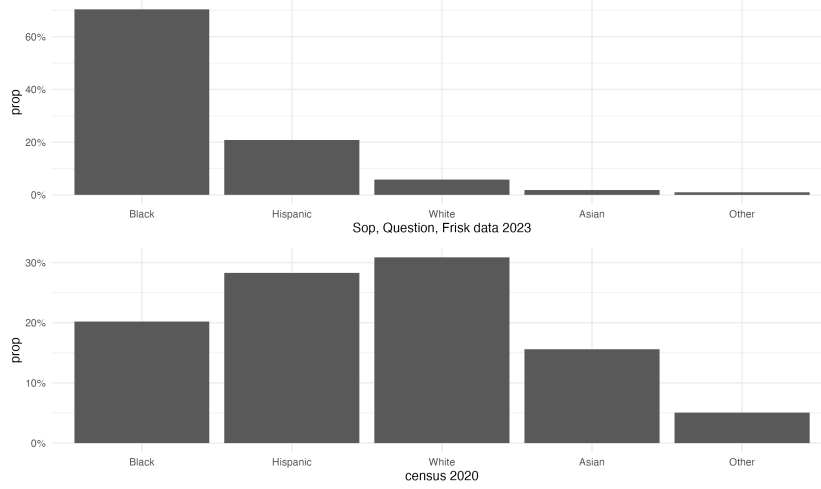 60%
40%
20%
0%
prop
Black Hispanic White Asian Other
Sop, Question, Frisk data 2023
30%
20%
10%
0%
prop
Black Hispanic White Asian Other
census 2020